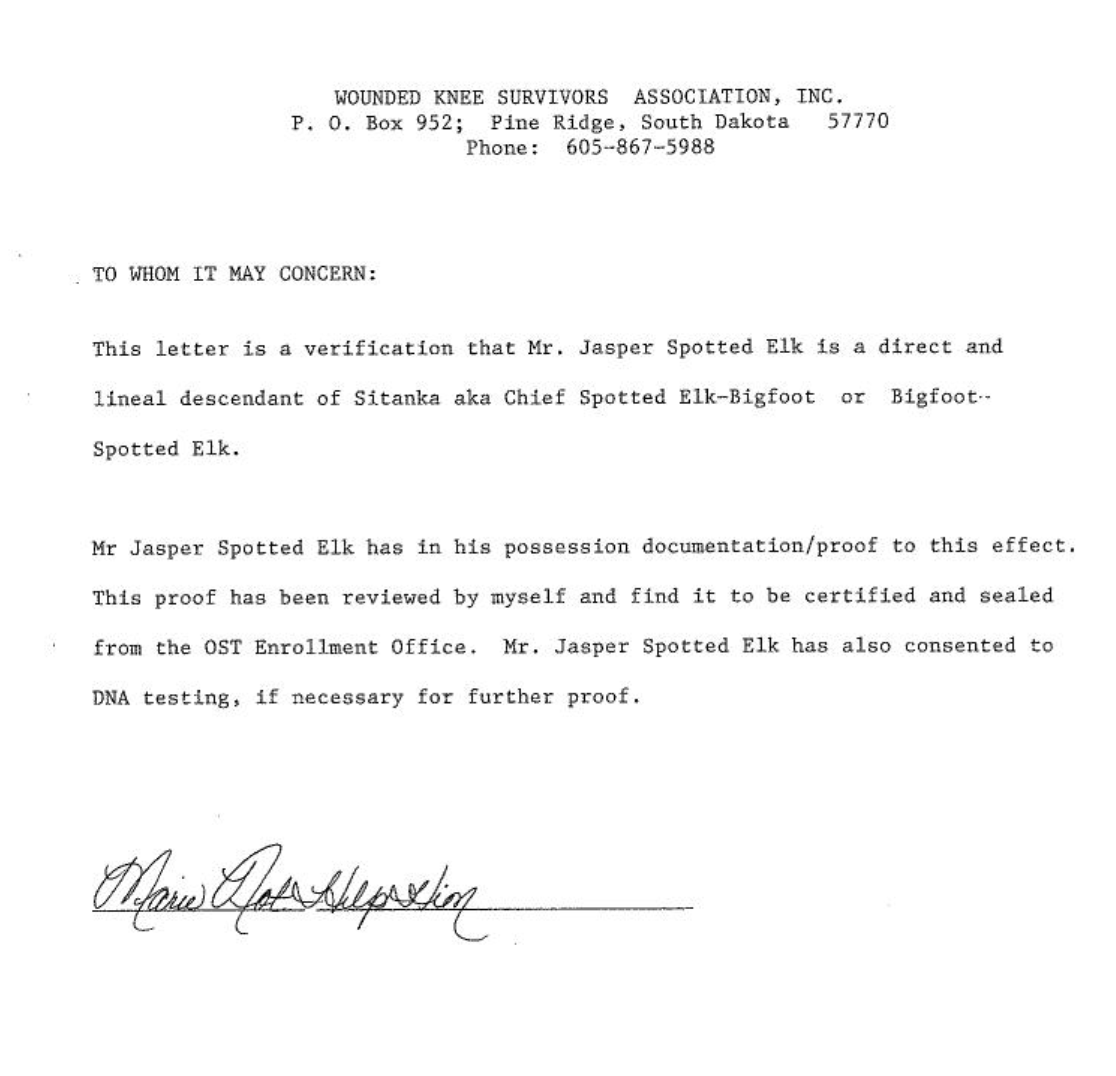 WOUNDED KNEE SURVIVORS ASSOCIATION, INC.
P. O. Box 952; Pine Ridge, South Dakota 57770
Phone: 605-867-5988
TO WHOM IT MAY CONCERN:
This letter is a verification that Mr. Jasper Spotted Elk is a direct and
lineal descendant of Sitanka aka Chief Spotted Elk-Bigfoot or Bigfoot--
Spotted Elk.
Mr Jasper Spotted Elk has in his possession documentation/proof to this effect.
This proof has been reviewed by myself and find it to be certified and sealed
from the OST Enrollment Office. Mr. Jasper Spotted Elk has also consented to
DNA testing, if necessary for further proof.
Marie Not Help Him